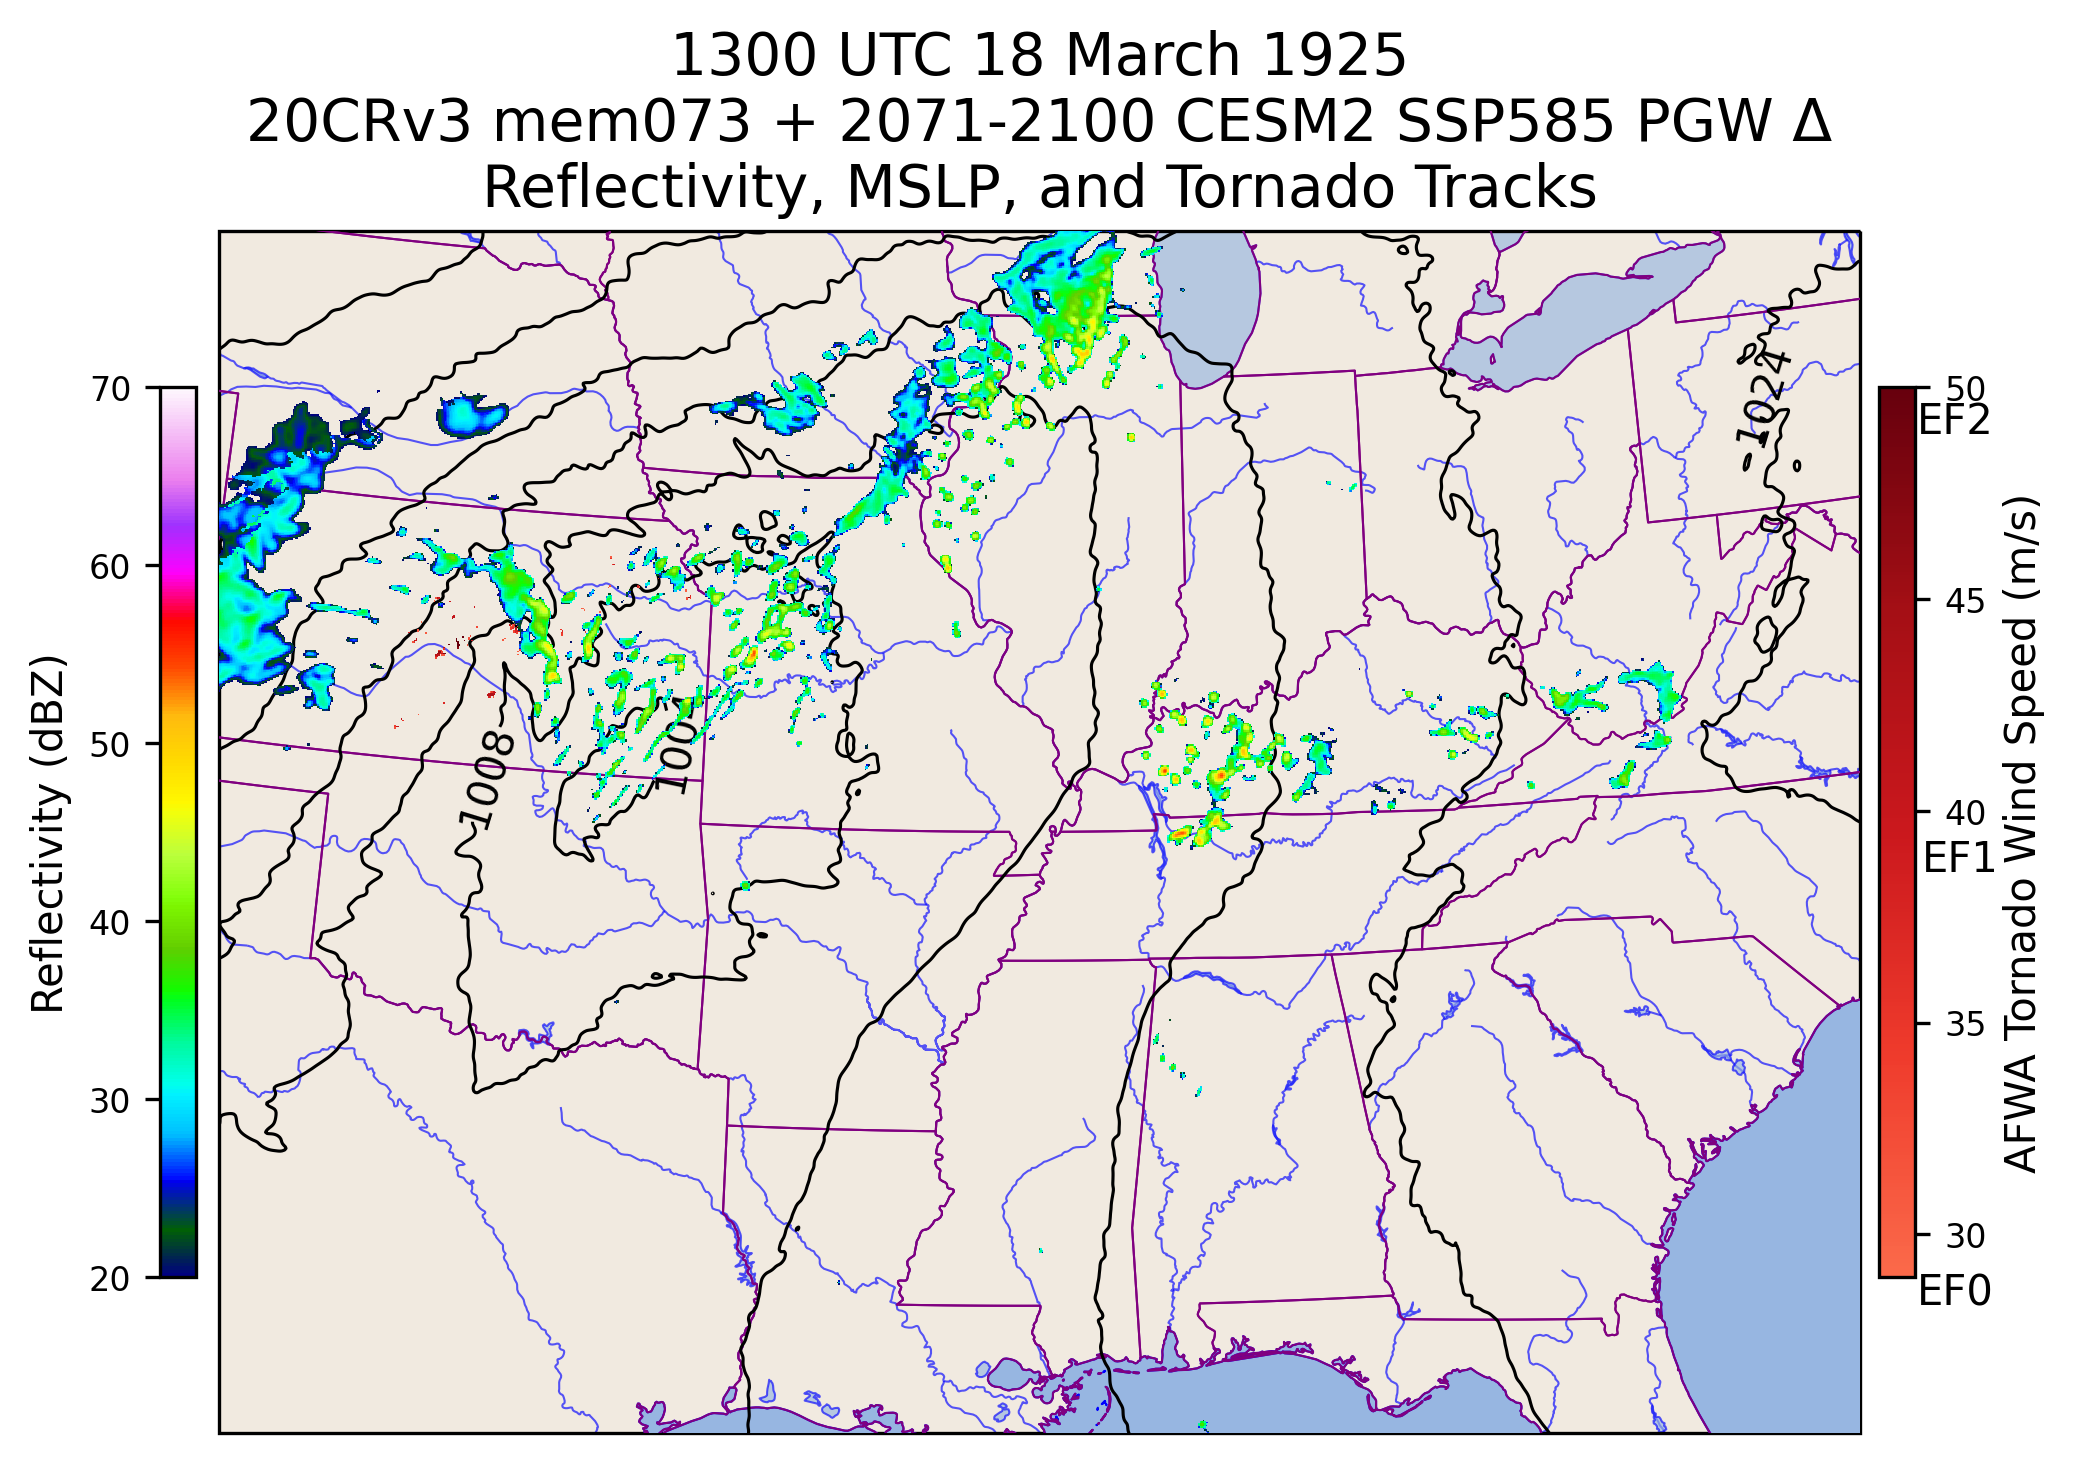 1300 UTC 18 March 1925
20CRv3 mem073 + 2071-2100 CESM2 SSP585 PGW Δ
Reflectivity, MSLP, and Tornado Tracks
Reflectivity (dBZ)
70
60
50
40
30
20
1008
1024
50
EF2
45
40
EF1
35
30
EF0
AFWA Tornado Wind Speed (m/s)